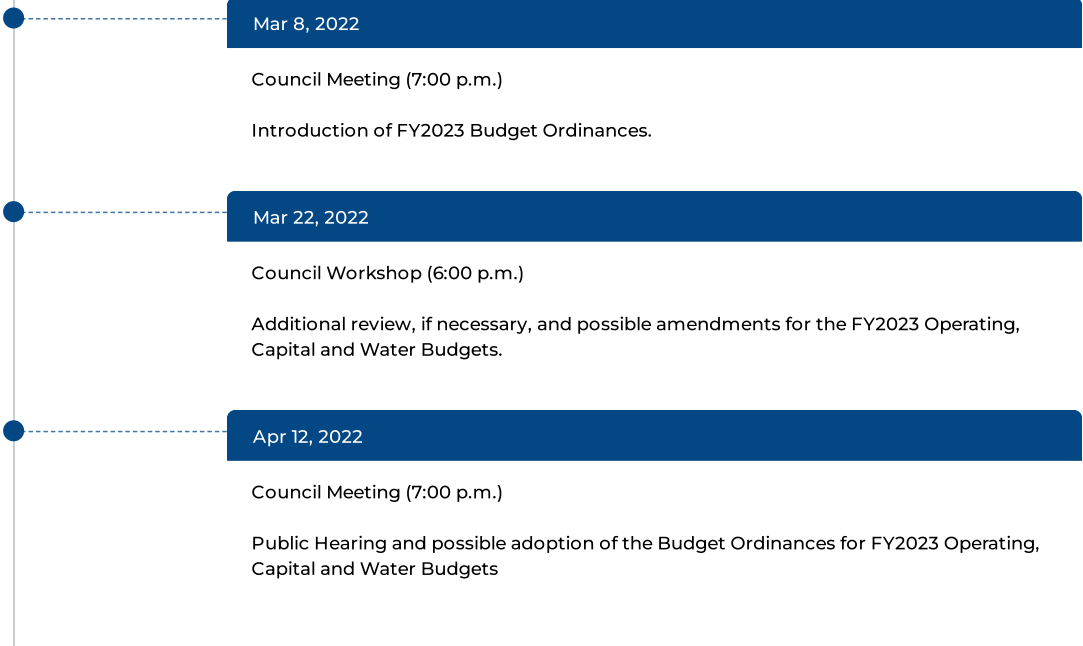 Mar 8, 2022
Council Meeting (7:00 p.m.)
Introduction of FY2023 Budget Ordinances.
Mar 22, 2022
Council Workshop (6:00 p.m.)
Additional review, if necessary, and possible amendments for the FY2023 Operating,
Capital and Water Budgets.
Apr 12, 2022
Council Meeting (7:00 p.m.)
Public Hearing and possible adoption of the Budget Ordinances for FY2023 Operating,
Capital and Water Budgets